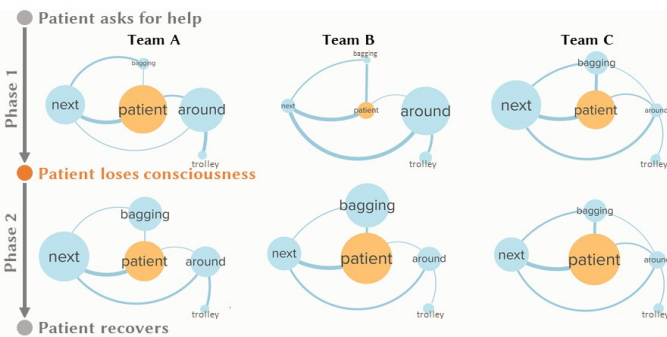 Patient asks for help
Team A
Team B
Team C
Phase 1
bagging
next
patient
around
trolley
bagging
next
patient
around
trolley
bagging
next
patient
around
trolley
Patient loses consciousness
Phase 2
bagging
next
patient
around
trolley
bagging
next
patient
around
trolley
bagging
next
patient
around
trolley
Patient recovers